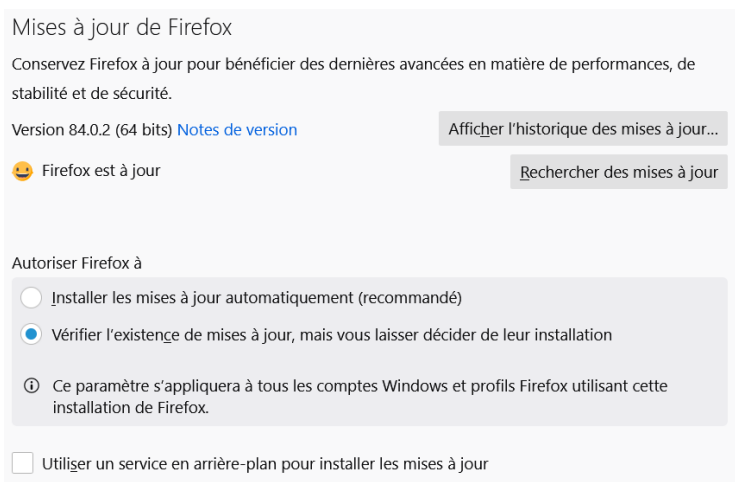 Mises à jour de Firefox
Conservez Firefox à jour pour bénéficier des dernières avancées en matière de performances, de
stabilité et de sécurité.
Version 84.0.2 (64 bits) Notes de version
Afficher l’historique des mises à jour...
Firefox est à jour
Rechercher des mises à jour
Autoriser Firefox à
Installer les mises à jour automatiquement (recommandé)
Vérifier l’existence de mises à jour, mais vous laisser décider de leur installation
Ce paramètre s’appliquera à tous les comptes Windows et profils Firefox utilisant cette
installation de Firefox.
Utiliser un service en arrière-plan pour installer les mises à jour